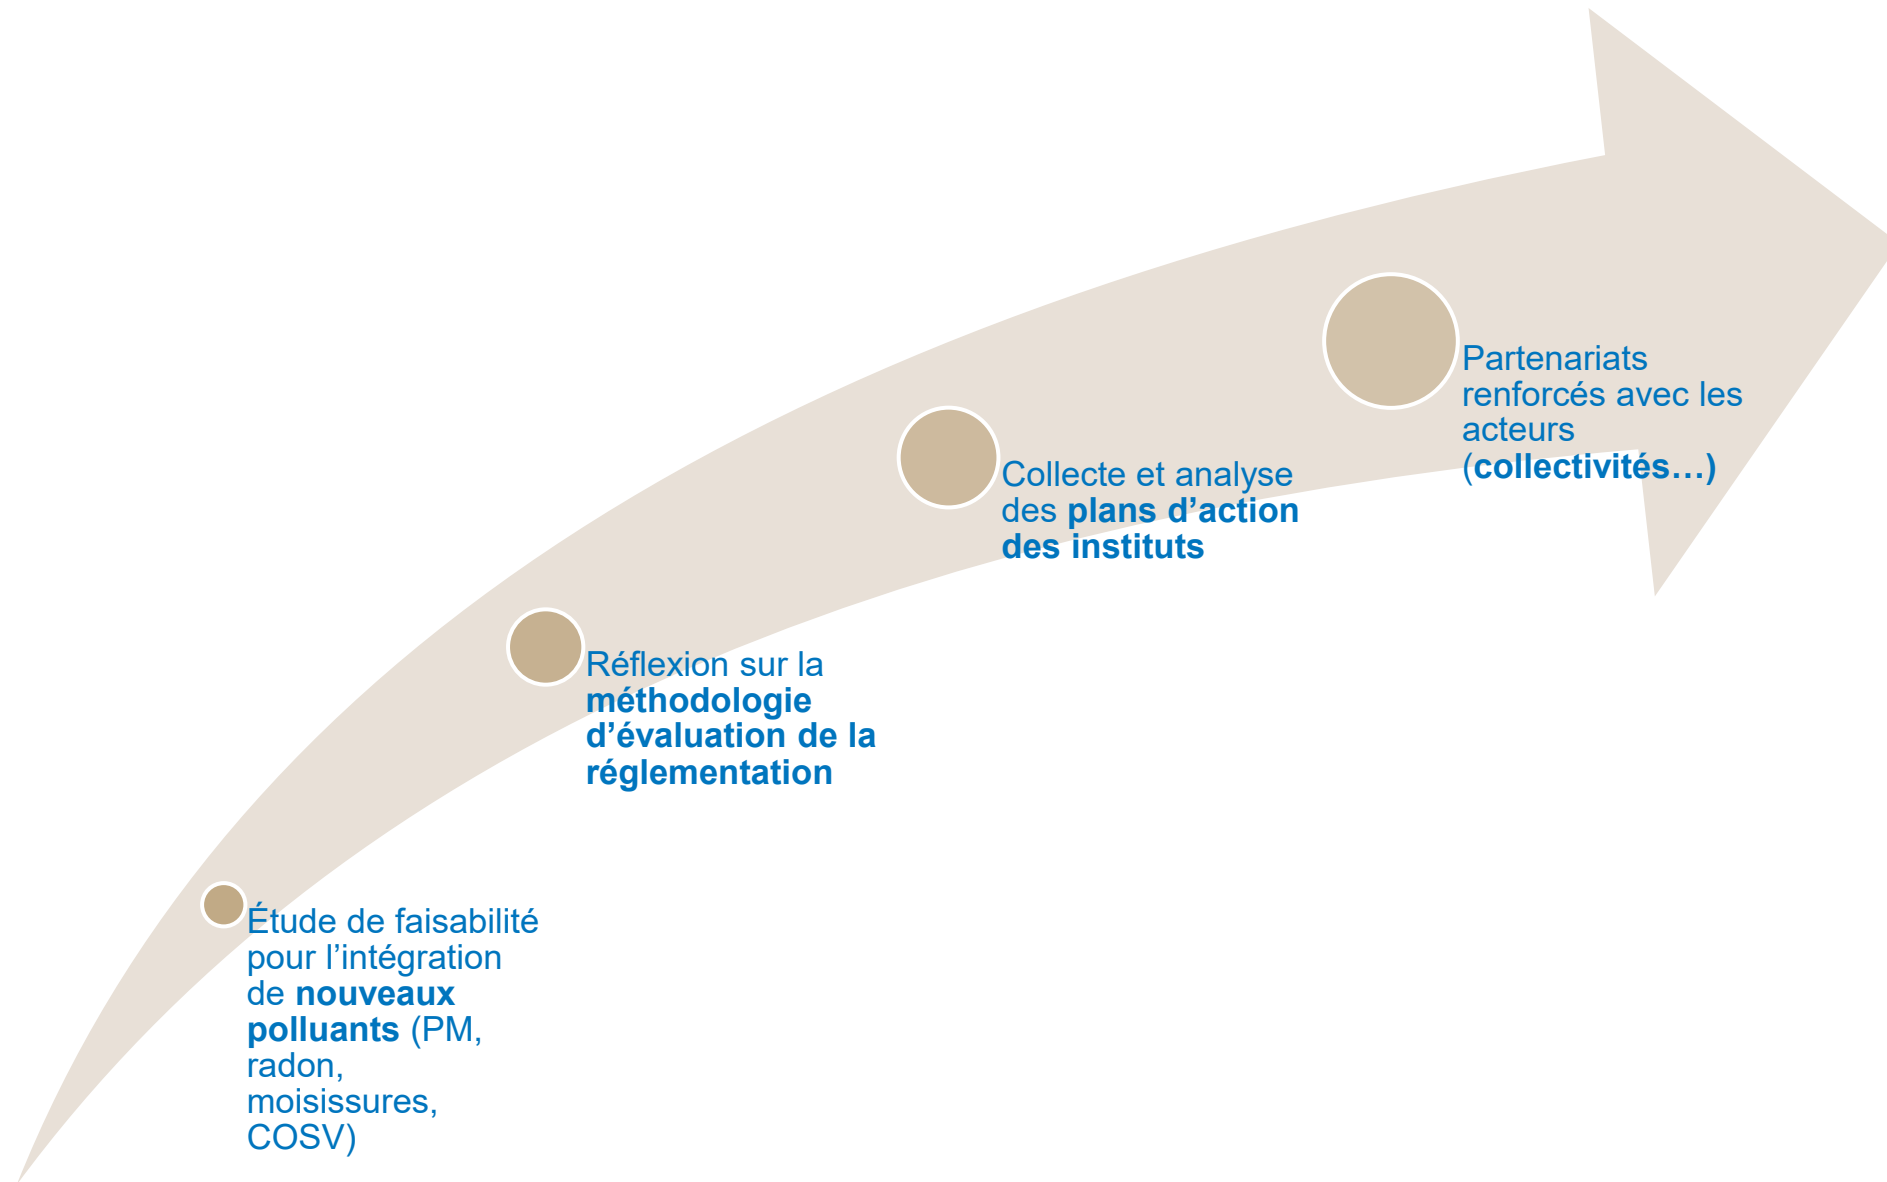 Partenariats
renforcés avec les
acteurs
(collectivités…)
Collecte et analyse
des plans d’action
des instituts
Réflexion sur la
méthodologie
d’évaluation de la
réglementation
Étude de faisabilité
pour l’intégration
de nouveaux
polluants (PM,
radon,
moisissures,
COSV)